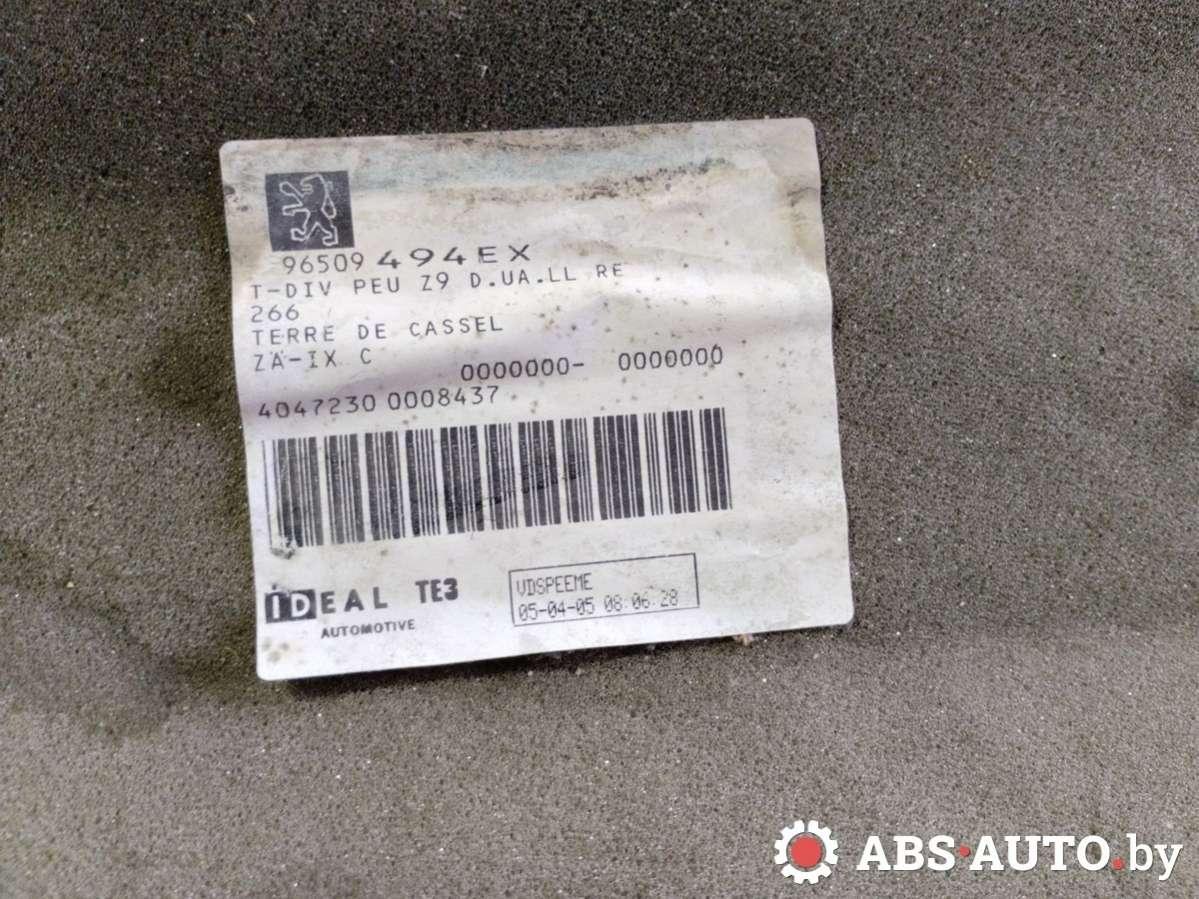 96509 494EX
T-DIV PEU Z9 D.UA.LL RE
266
TERRE DE CASSEL
ZA-IX C 0000000- 0000000
4047230 0008437
IDEAL TE3
AUTOMOTIVE
VDSPEEME
05-04-05 08:06:28
ABS-AUTO.by